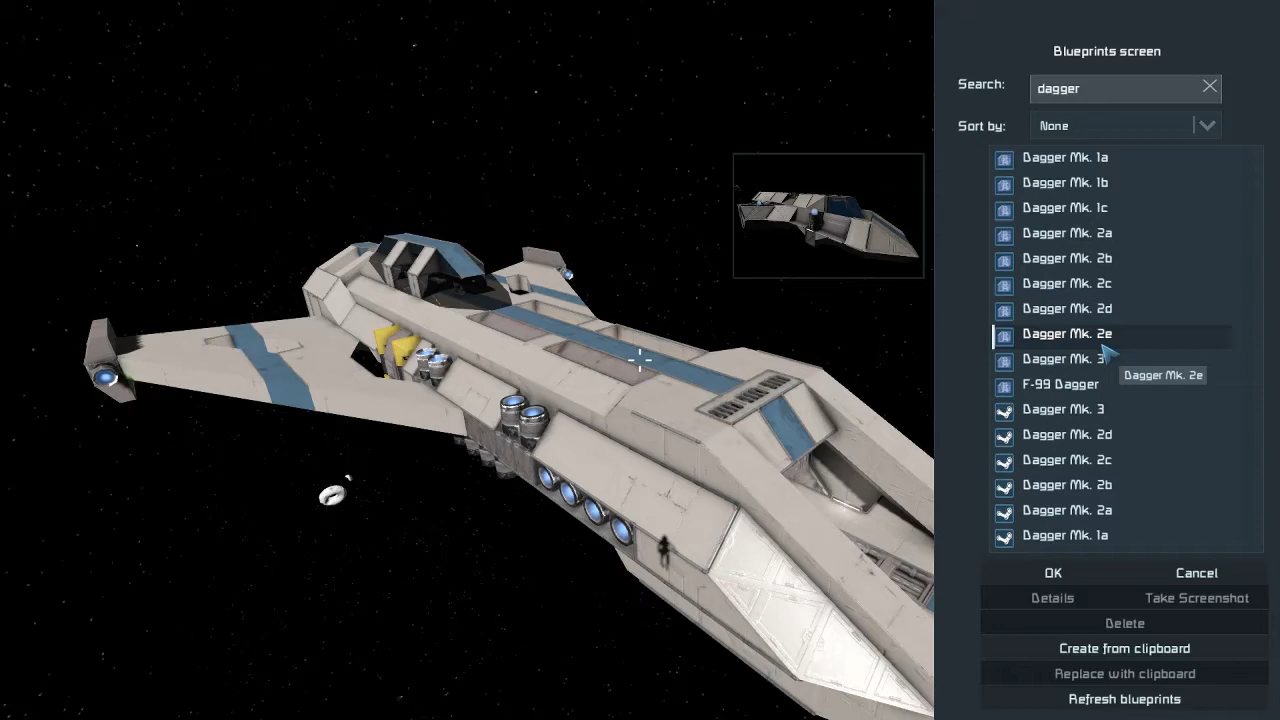 Blueprints screen
Search:
dagger
Sort by:
None
Dagger Mk. 1a
Dagger Mk. 1b
Dagger Mk. 1c
Dagger Mk. 2a
Dagger Mk. 2b
Dagger Mk. 2c
Dagger Mk. 2d
Dagger Mk. 2e
Dagger Mk. 3
Dagger Mk. 2e
F-99 Dagger
Dagger Mk. 3
Dagger Mk. 2d
Dagger Mk. 2c
Dagger Mk. 2b
Dagger Mk. 2a
Dagger Mk. 1a
OK
Cancel
Details
Take Screenshot
Delete
Create from clipboard
Replace with clipboard
Refresh blueprints